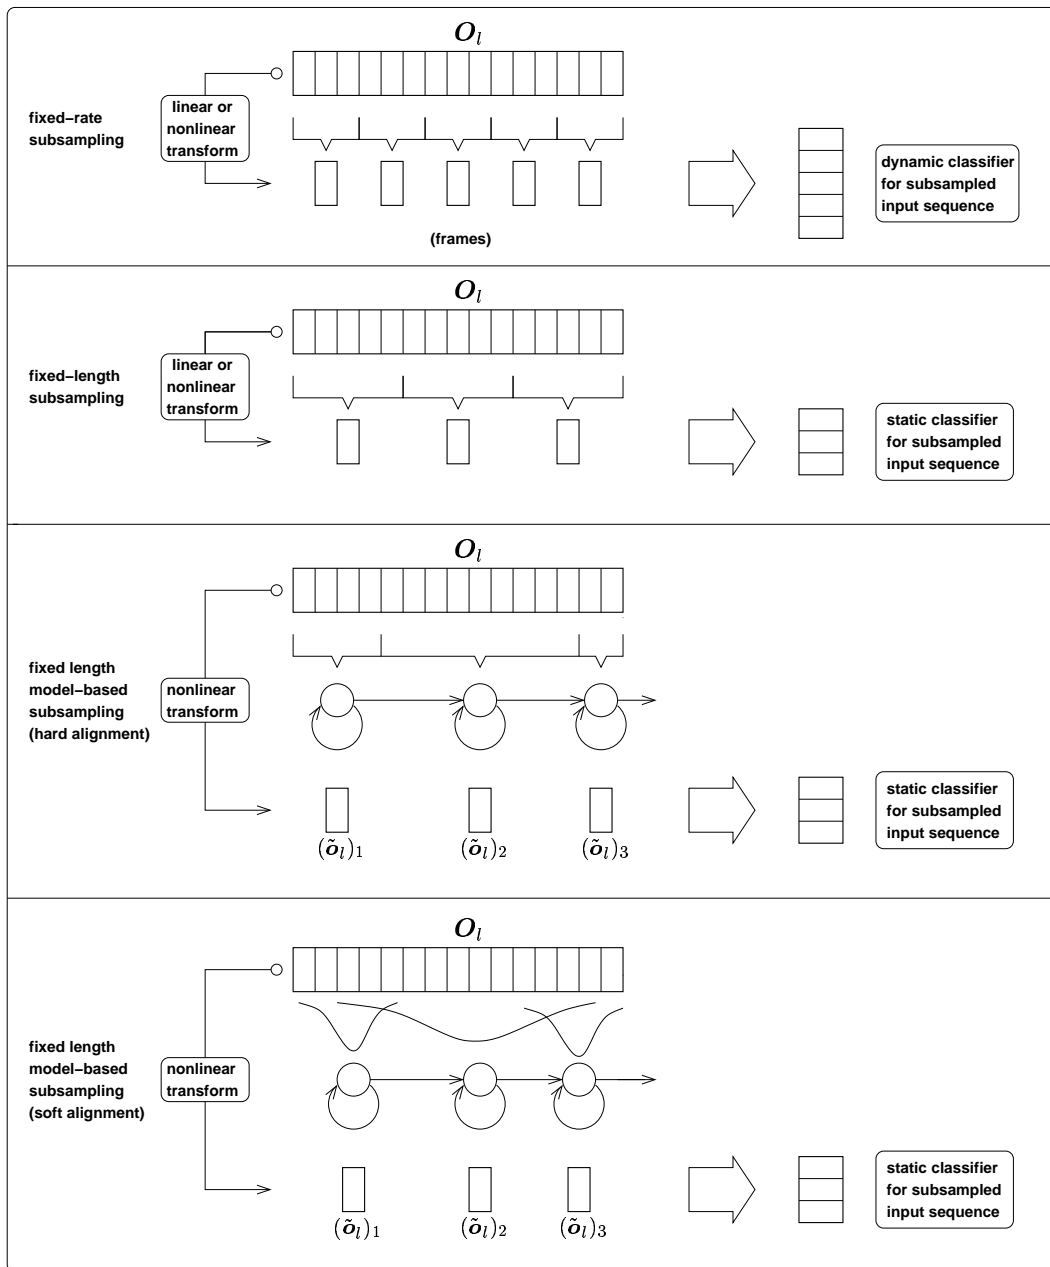 O_l
fixed–rate
subsampling
linear or
nonlinear
transform
dynamic classifier
for subsampled
input sequence
(frames)
O_l
fixed–length
subsampling
linear or
nonlinear
transform
static classifier
for subsampled
input sequence
O_l
fixed length
model–based
subsampling
(hard alignment)
nonlinear
transform
(õ_l)_1 (õ_l)_2 (õ_l)_3
static classifier
for subsampled
input sequence
O_l
fixed length
model–based
subsampling
(soft alignment)
nonlinear
transform
(õ_l)_1 (õ_l)_2 (õ_l)_3
static classifier
for subsampled
input sequence